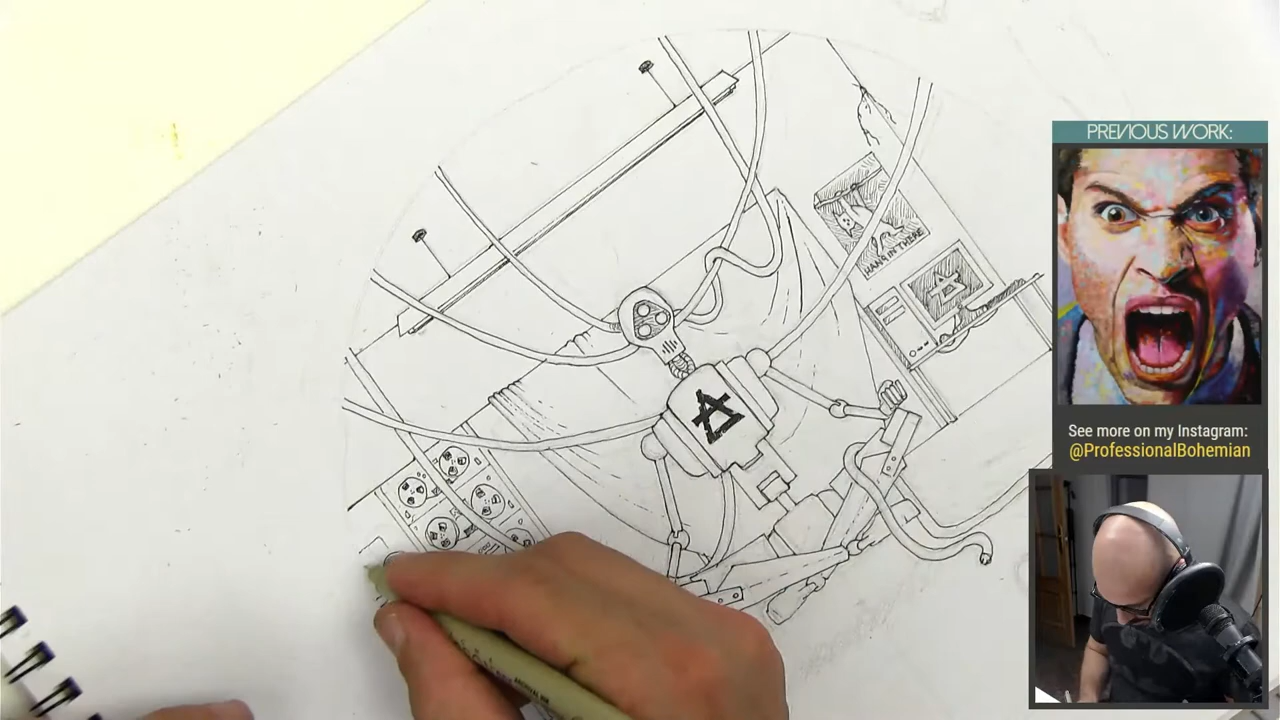 PREVIOUS WORK:
HANG IN THERE
See more on my Instagram:
@ProfessionalBohemian